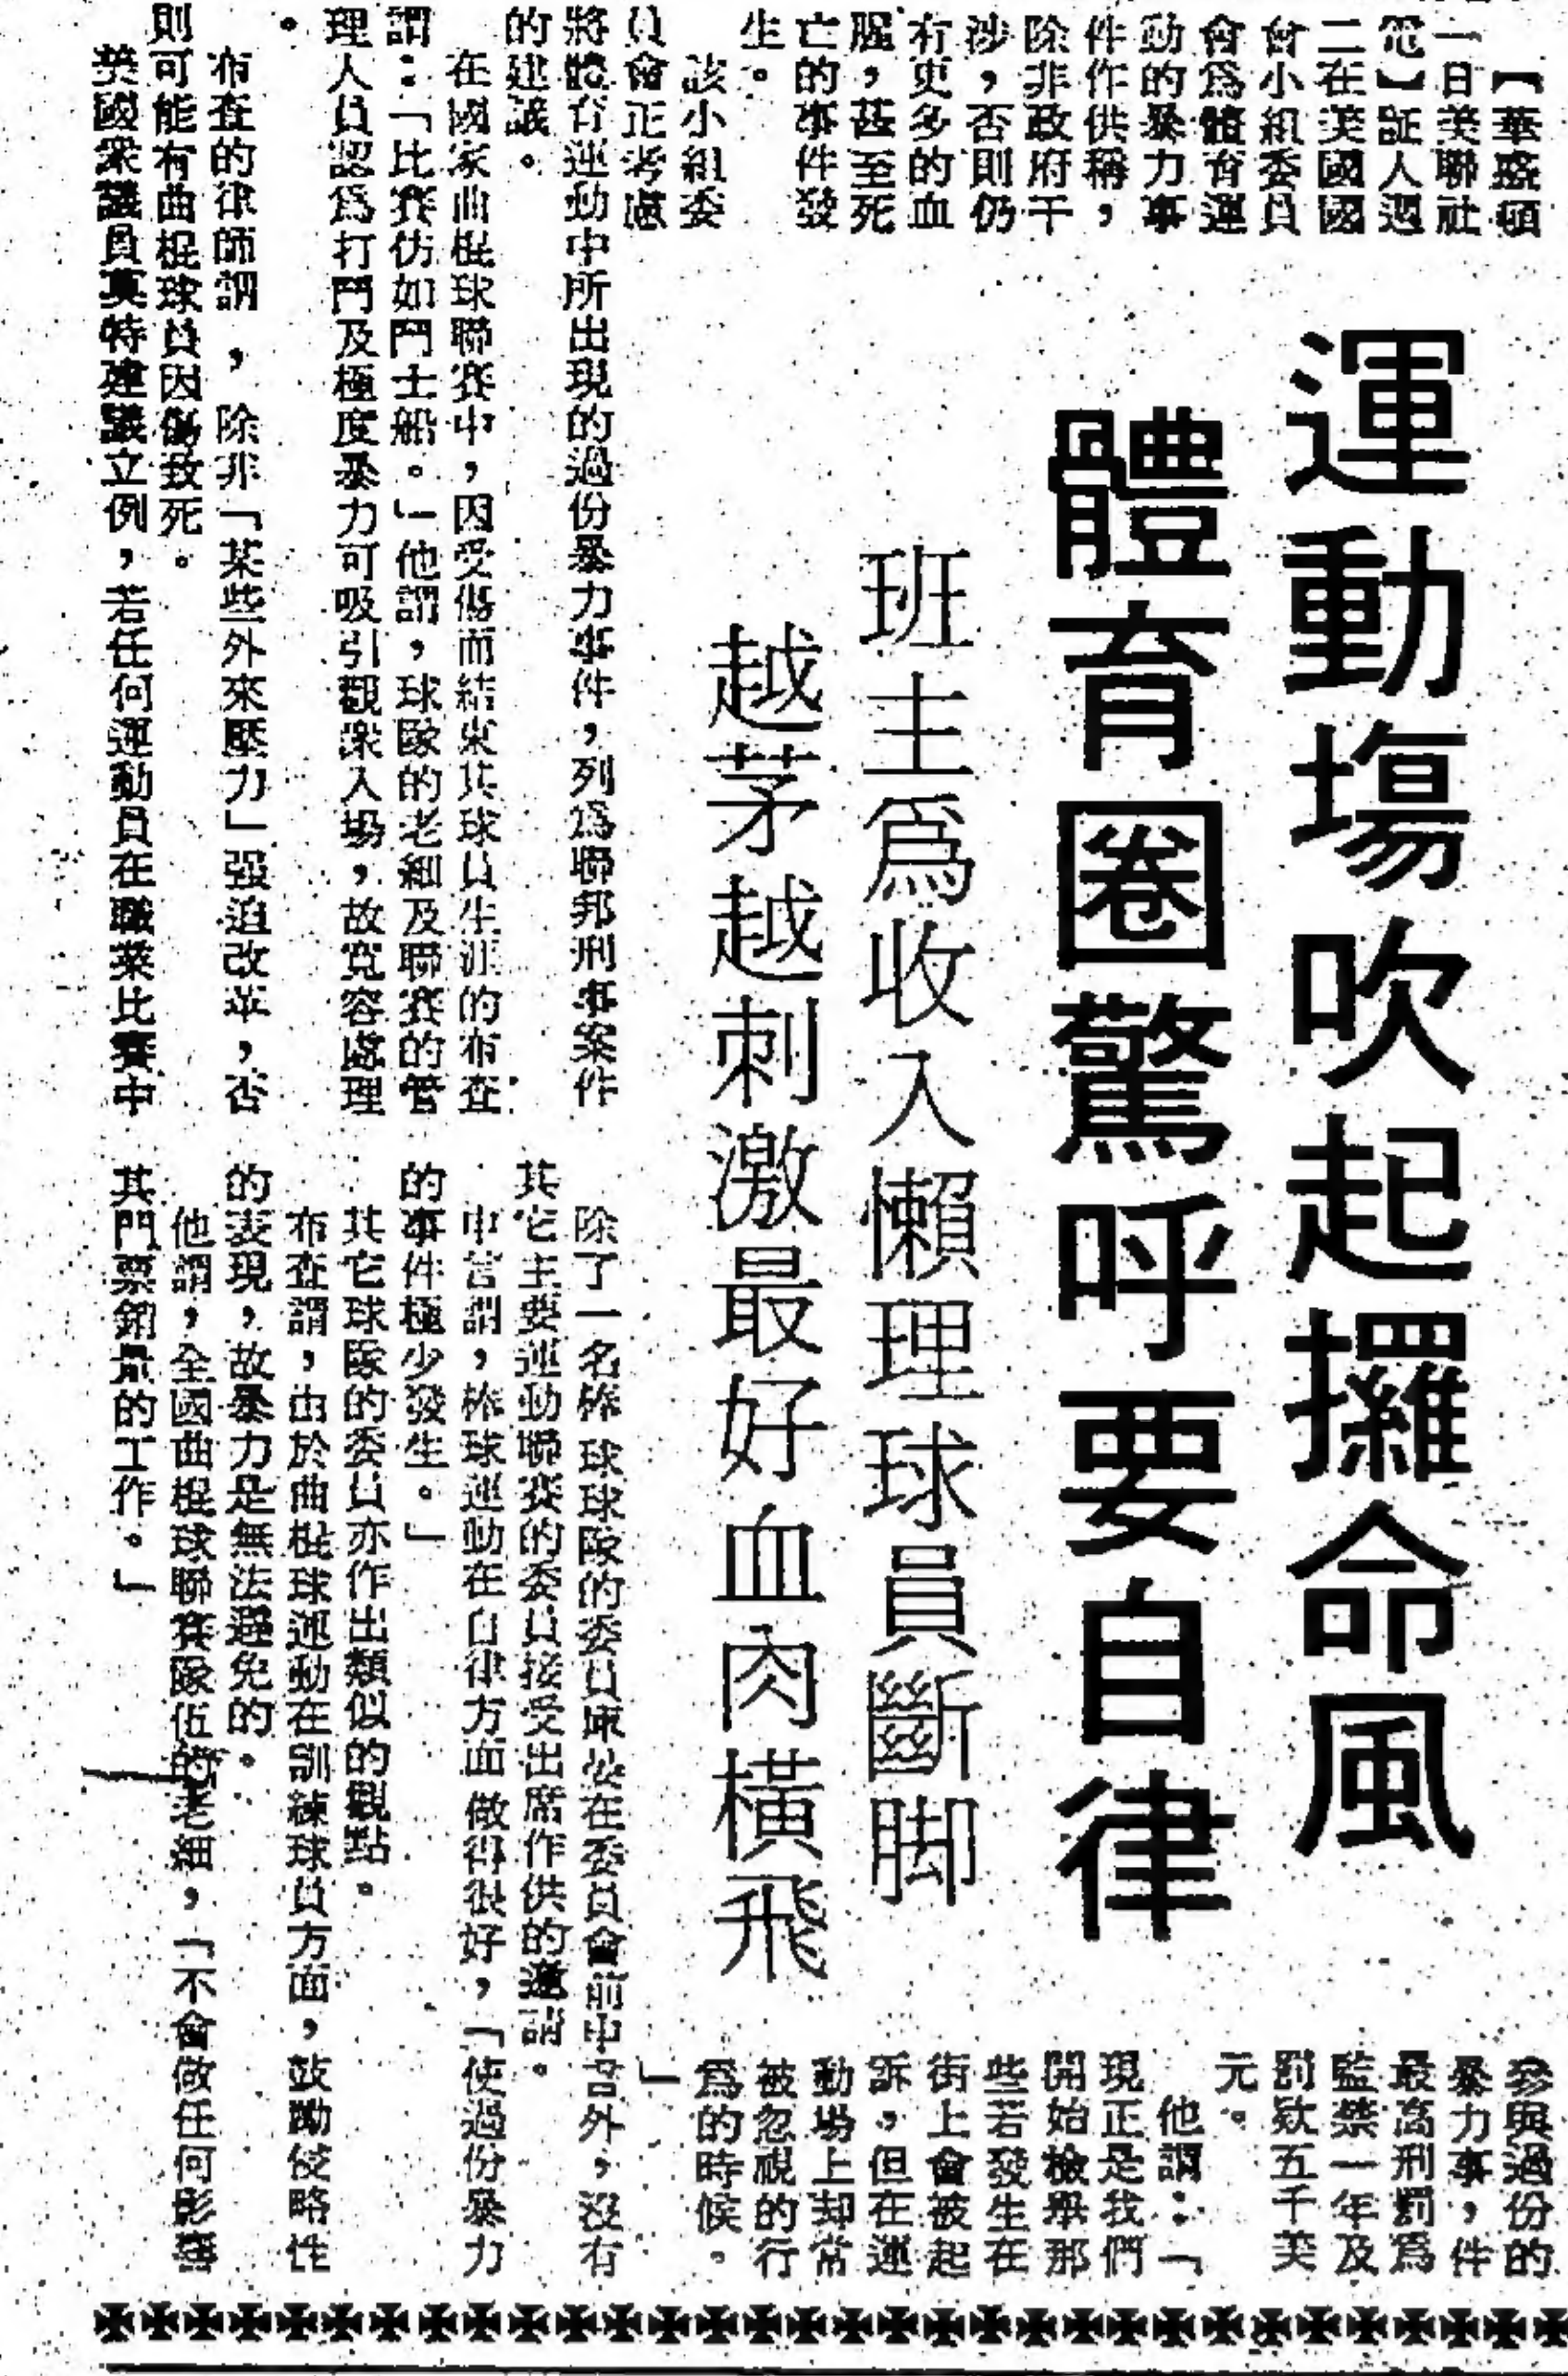 運動塲吹起攞命風
體育圈驚呼要自律
班主爲收入懶理球員斷脚
越茅越刺激最好血肉橫飛
【華盛頓
一日美聯社
電】証人週
二在美國國
會小組委員
會爲體育運
動的暴力事
件作供稱，
除非政府干
涉，否則仍
有更多的血
腥，甚至死
亡的事件發
生。
該小組委
員會正考慮
將體育運動中所出現的過份暴力事件，列爲聯邦刑事案件
的建議。
在國家曲棍球聯賽中，因受傷而結束其球員生涯的布查
謂：「比賽仿如鬥士船。」他謂，球隊的老細及聯賽的管
理人員認爲打鬥及極度暴力可吸引觀衆入場，故寬容處理
。
布查的律師謂，除非「某些外來壓力」强迫改革，否
則可能有曲棍球員因傷致死。
美國衆議員莫特建議立例，若任何運動員在職業比賽中
參與過份的
暴力事，件
最高刑罰爲
監禁一年及
罰欵五千美
元。
他謂：「
現正是我們
開始檢舉那
些若發生在
街上會被起
訴，但在運
動場上却常
被忽視的行
爲的時候。
」
除了一名棒球球隊的委員庫治在委員會前申言外，沒有
其它主要運動聯賽的委員接受出席作供的邀請。
申言謂，棒球運動在自律方面做得很好，「使過份暴力
的事件極少發生。」
其它球隊的委員亦作出類似的觀點。
布查謂，由於曲棍球運動在訓練球員方面，鼓勵侵略性
的表現，故暴力是無法避免的。
他謂，全國曲棍球聯賽隊伍的老細，「不會做任何影響
其門票銷量的工作。」